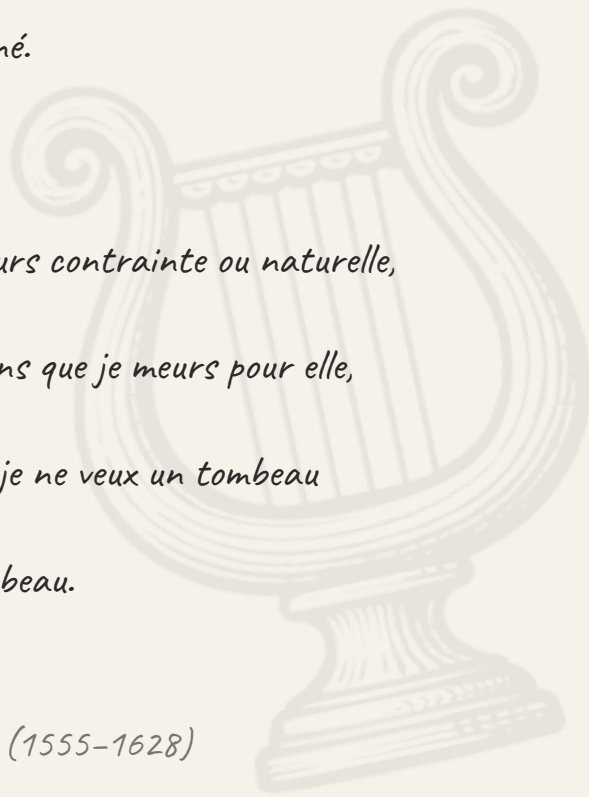 né.
urs contrainte ou naturelle,
ns que je meurs pour elle,
je ne veux un tombeau
beau.
(1555–1628)